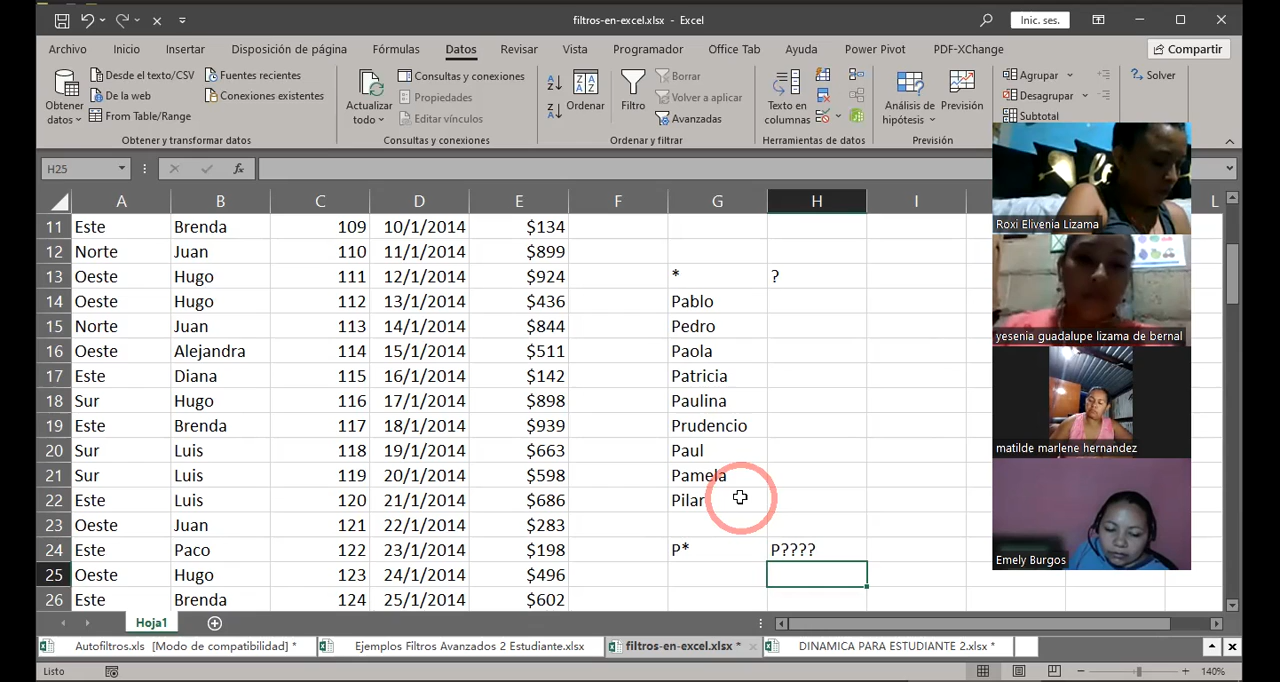 filtros-en-excel.xlsx - Excel
Inic. ses.
Archivo Inicio Insertar Disposición de página Fórmulas Datos Revisar Vista Programador Office Tab Ayuda Power Pivot PDF-XChange Compartir
Obtener datos
Desde el texto/CSV
De la web
From Table/Range
Fuentes recientes
Conexiones existentes
Obtener y transformar datos
Actualizar todo
Consultas y conexiones
Propiedades
Editar vínculos
Consultas y conexiones
Ordenar
Filtro
Borrar
Volver a aplicar
Avanzadas
Ordenar y filtrar
Texto en columnas
Herramientas de datos
Análisis de hipótesis
Previsión
Previsión
Agrupar
Desagrupar
Subtotal
Solver
H25 fx
A B C D E F G H I L
11 Este Brenda 109 10/1/2014 $134
12 Norte Juan 110 11/1/2014 $899
13 Oeste Hugo 111 12/1/2014 $924 * ?
14 Oeste Hugo 112 13/1/2014 $436 Pablo
15 Norte Juan 113 14/1/2014 $844 Pedro
16 Oeste Alejandra 114 15/1/2014 $511 Paola
17 Este Diana 115 16/1/2014 $142 Patricia
18 Sur Hugo 116 17/1/2014 $898 Paulina
19 Este Brenda 117 18/1/2014 $939 Prudencio
20 Sur Luis 118 19/1/2014 $663 Paul
21 Sur Luis 119 20/1/2014 $598 Pamela
22 Este Luis 120 21/1/2014 $686 Pilar
23 Oeste Juan 121 22/1/2014 $283
24 Este Paco 122 23/1/2014 $198 P* P????
25 Oeste Hugo 123 24/1/2014 $496
26 Este Brenda 124 25/1/2014 $602
Roxi Elivenia Lizama
yesenia guadalupe lizama de bernal
matilde marlene hernandez
Emely Burgos
Hoja1
Autofiltros.xls [Modo de compatibilidad] * Ejemplos Filtros Avanzados 2 Estudiante.xlsx filtros-en-excel.xlsx * DINAMICA PARA ESTUDIANTE 2.xlsx *
Listo 140%